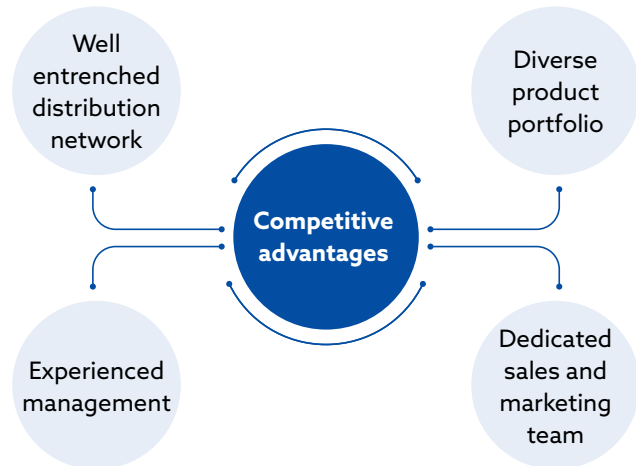 Well
entrenched
distribution
network
Diverse
product
portfolio
Competitive
advantages
Experienced
management
Dedicated
sales and
marketing
team